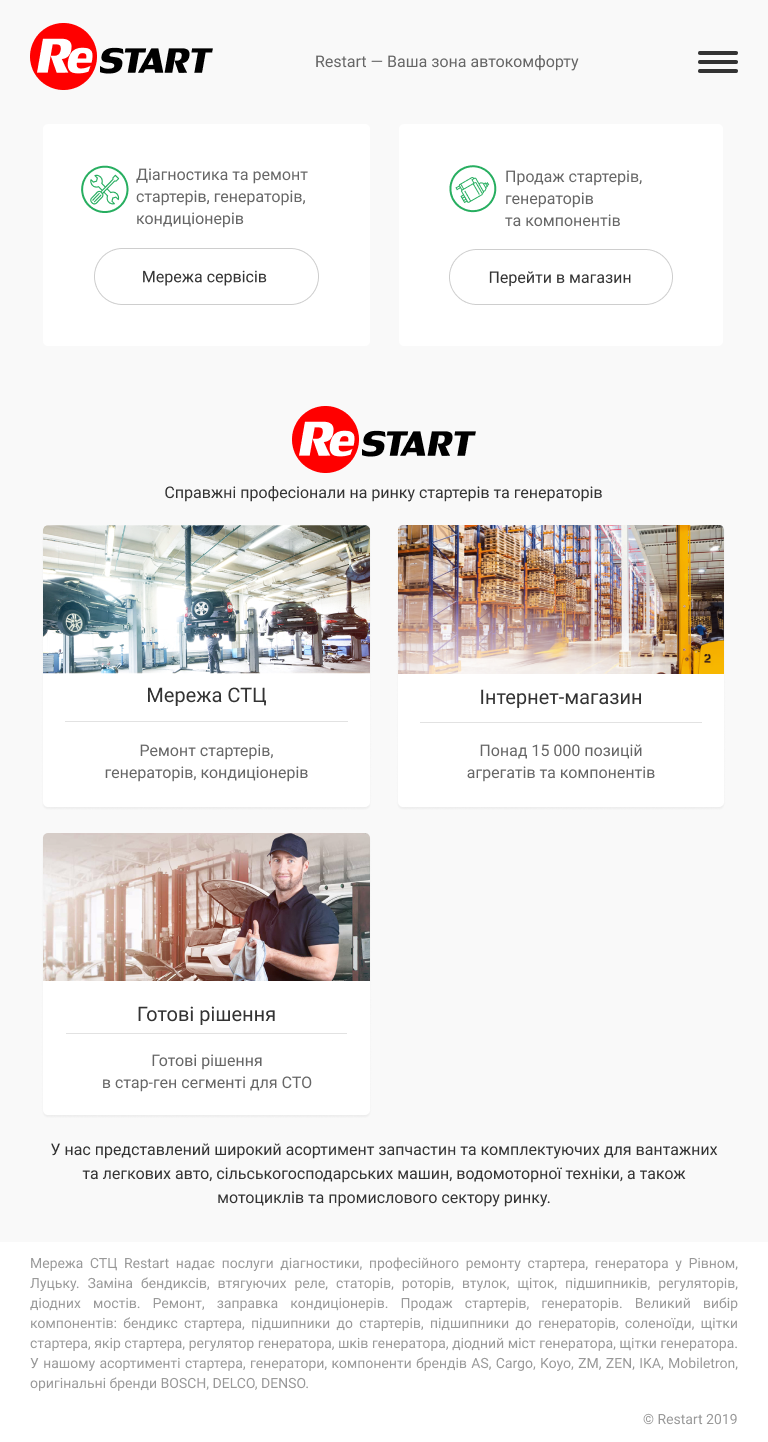 ReSTART
Restart — Ваша зона автокомфорту
Діагностика та ремонт
стартерів, генераторів,
кондиціонерів
Мережа сервісів
Продаж стартерів,
генераторів
та компонентів
Перейти в магазин
ReSTART
Справжні професіонали на ринку стартерів та генераторів
2
Мережа СТЦ
Ремонт стартерів,
генераторів, кондиціонерів
Інтернет-магазин
Понад 15 000 позицій
агрегатів та компонентів
Готові рішення
Готові рішення
в стар-ген сегменті для СТО
У нас представлений широкий асортимент запчастин та комплектуючих для вантажних
та легкових авто, сільськогосподарських машин, водомоторної техніки, а також
мотоциклів та промислового сектору ринку.
Мережа СТЦ Restart надає послуги діагностики, професійного ремонту стартера, генератора у Рівном,
Луцьку. Заміна бендиксів, втягуючих реле, статорів, роторів, втулок, щіток, підшипників, регуляторів,
діодних мостів. Ремонт, заправка кондиціонерів. Продаж стартерів, генераторів. Великий вибір
компонентів: бендикс стартера, підшипники до стартерів, підшипники до генераторів, соленоїди, щітки
стартера, якір стартера, регулятор генератора, шків генератора, діодний міст генератора, щітки генератора.
У нашому асортименті стартера, генератори, компоненти брендів AS, Cargo, Koyo, ZM, ZEN, IKA, Mobiletron,
оригінальні бренди BOSCH, DELCO, DENSO.
© Restart 2019